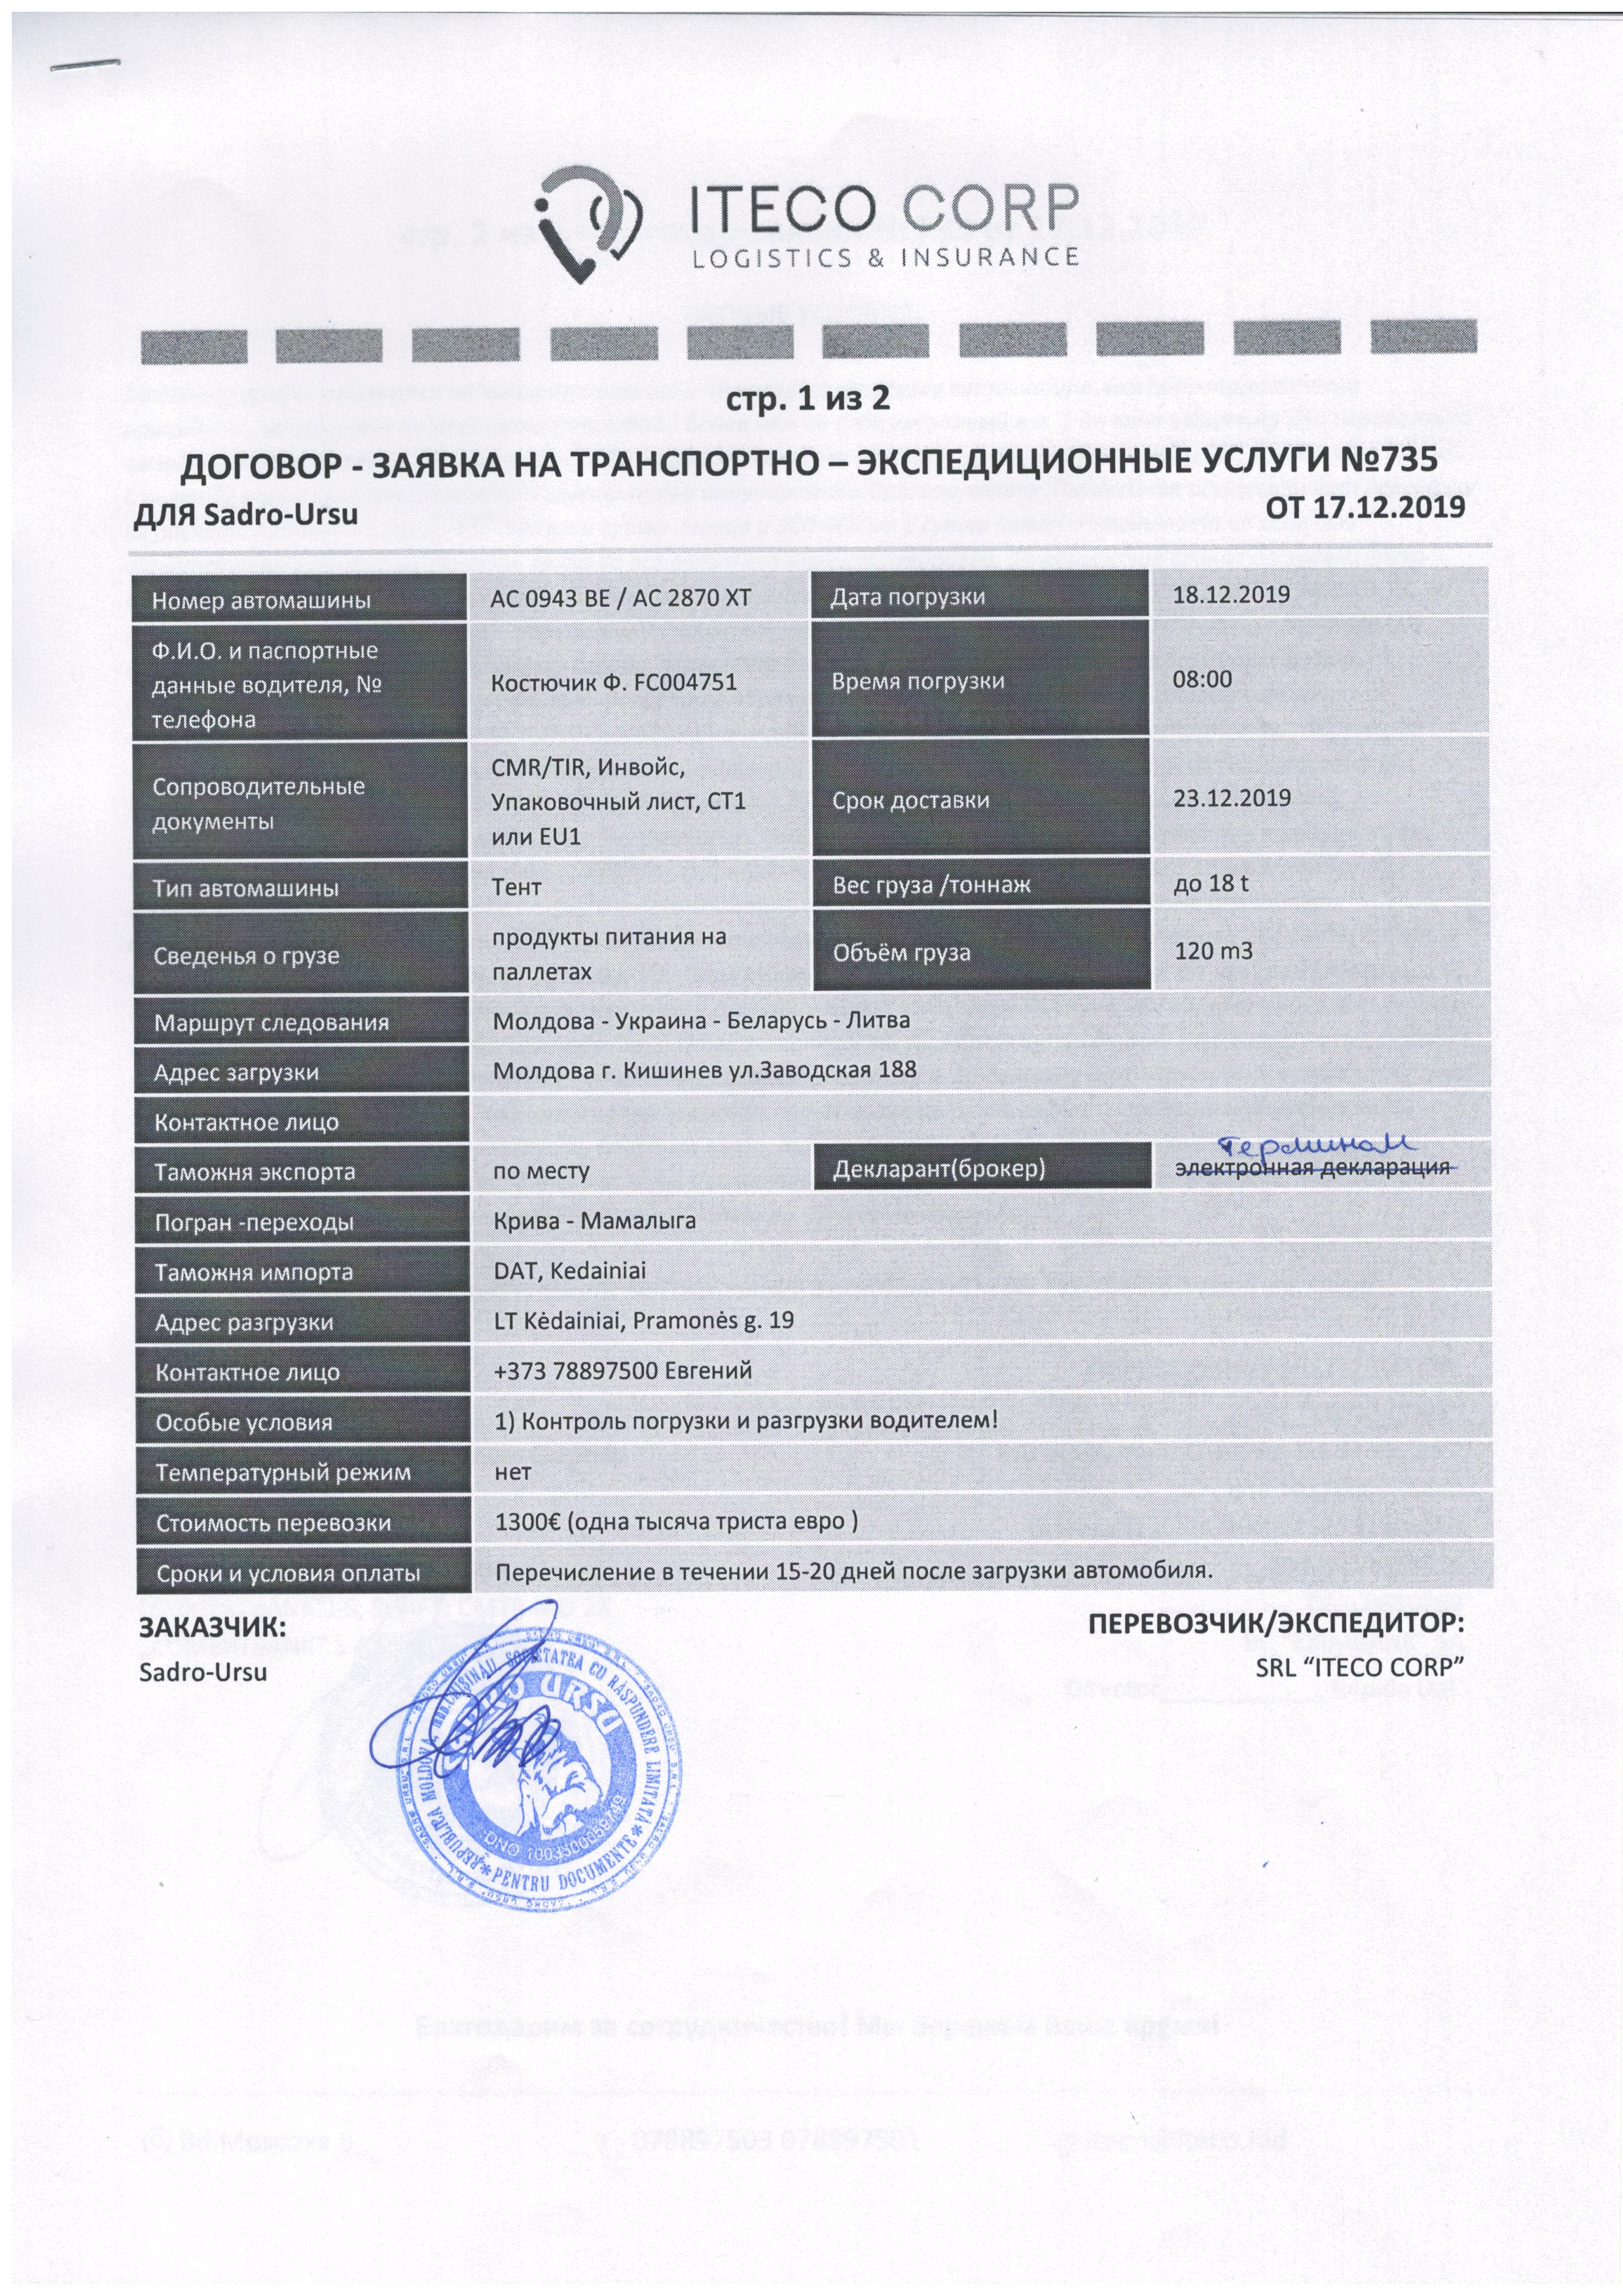 ITECO CORP
LOGISTICS & INSURANCE
стр. 1 из 2
ДОГОВОР - ЗАЯВКА НА ТРАНСПОРТНО – ЭКСПЕДИЦИОННЫЕ УСЛУГИ №735
ДЛЯ Sadro-Ursu ОТ 17.12.2019
Номер автомашины AC 0943 BE / AC 2870 XT Дата погрузки 18.12.2019
Ф.И.О. и паспортные
данные водителя, №
телефона
Костючик Ф. FC004751 Время погрузки 08:00
Сопроводительные
документы
CMR/TIR, Инвойс,
Упаковочный лист, СТ1
или EU1
Срок доставки 23.12.2019
Тип автомашины Тент Вес груза /тоннаж до 18 t
Сведенья о грузе
продукты питания на
паллетах
Объём груза 120 m3
Маршрут следования Молдова - Украина - Беларусь - Литва
Адрес загрузки Молдова г. Кишинев ул.Заводская 188
Контактное лицо
Терминал
Таможня экспорта по месту Декларант(брокер) электронная декларация
Погран -переходы Крива - Мамалыга
Таможня импорта DAT, Kedainiai
Адрес разгрузки LT Kėdainiai, Pramonės g. 19
Контактное лицо +373 78897500 Евгений
Особые условия 1) Контроль погрузки и разгрузки водителем!
Температурный режим нет
Стоимость перевозки 1300€ (одна тысяча триста евро )
Сроки и условия оплаты Перечисление в течении 15-20 дней после загрузки автомобиля.
ЗАКАЗЧИК: ПЕРЕВОЗЧИК/ЭКСПЕДИТОР:
Sadro-Ursu SRL “ITECO CORP”
REPUBLICA MOLDOVA, SOCIETATEA CU RĂSPUNDERE LIMITATĂ
URSU
PENTRU DOCUMENTE